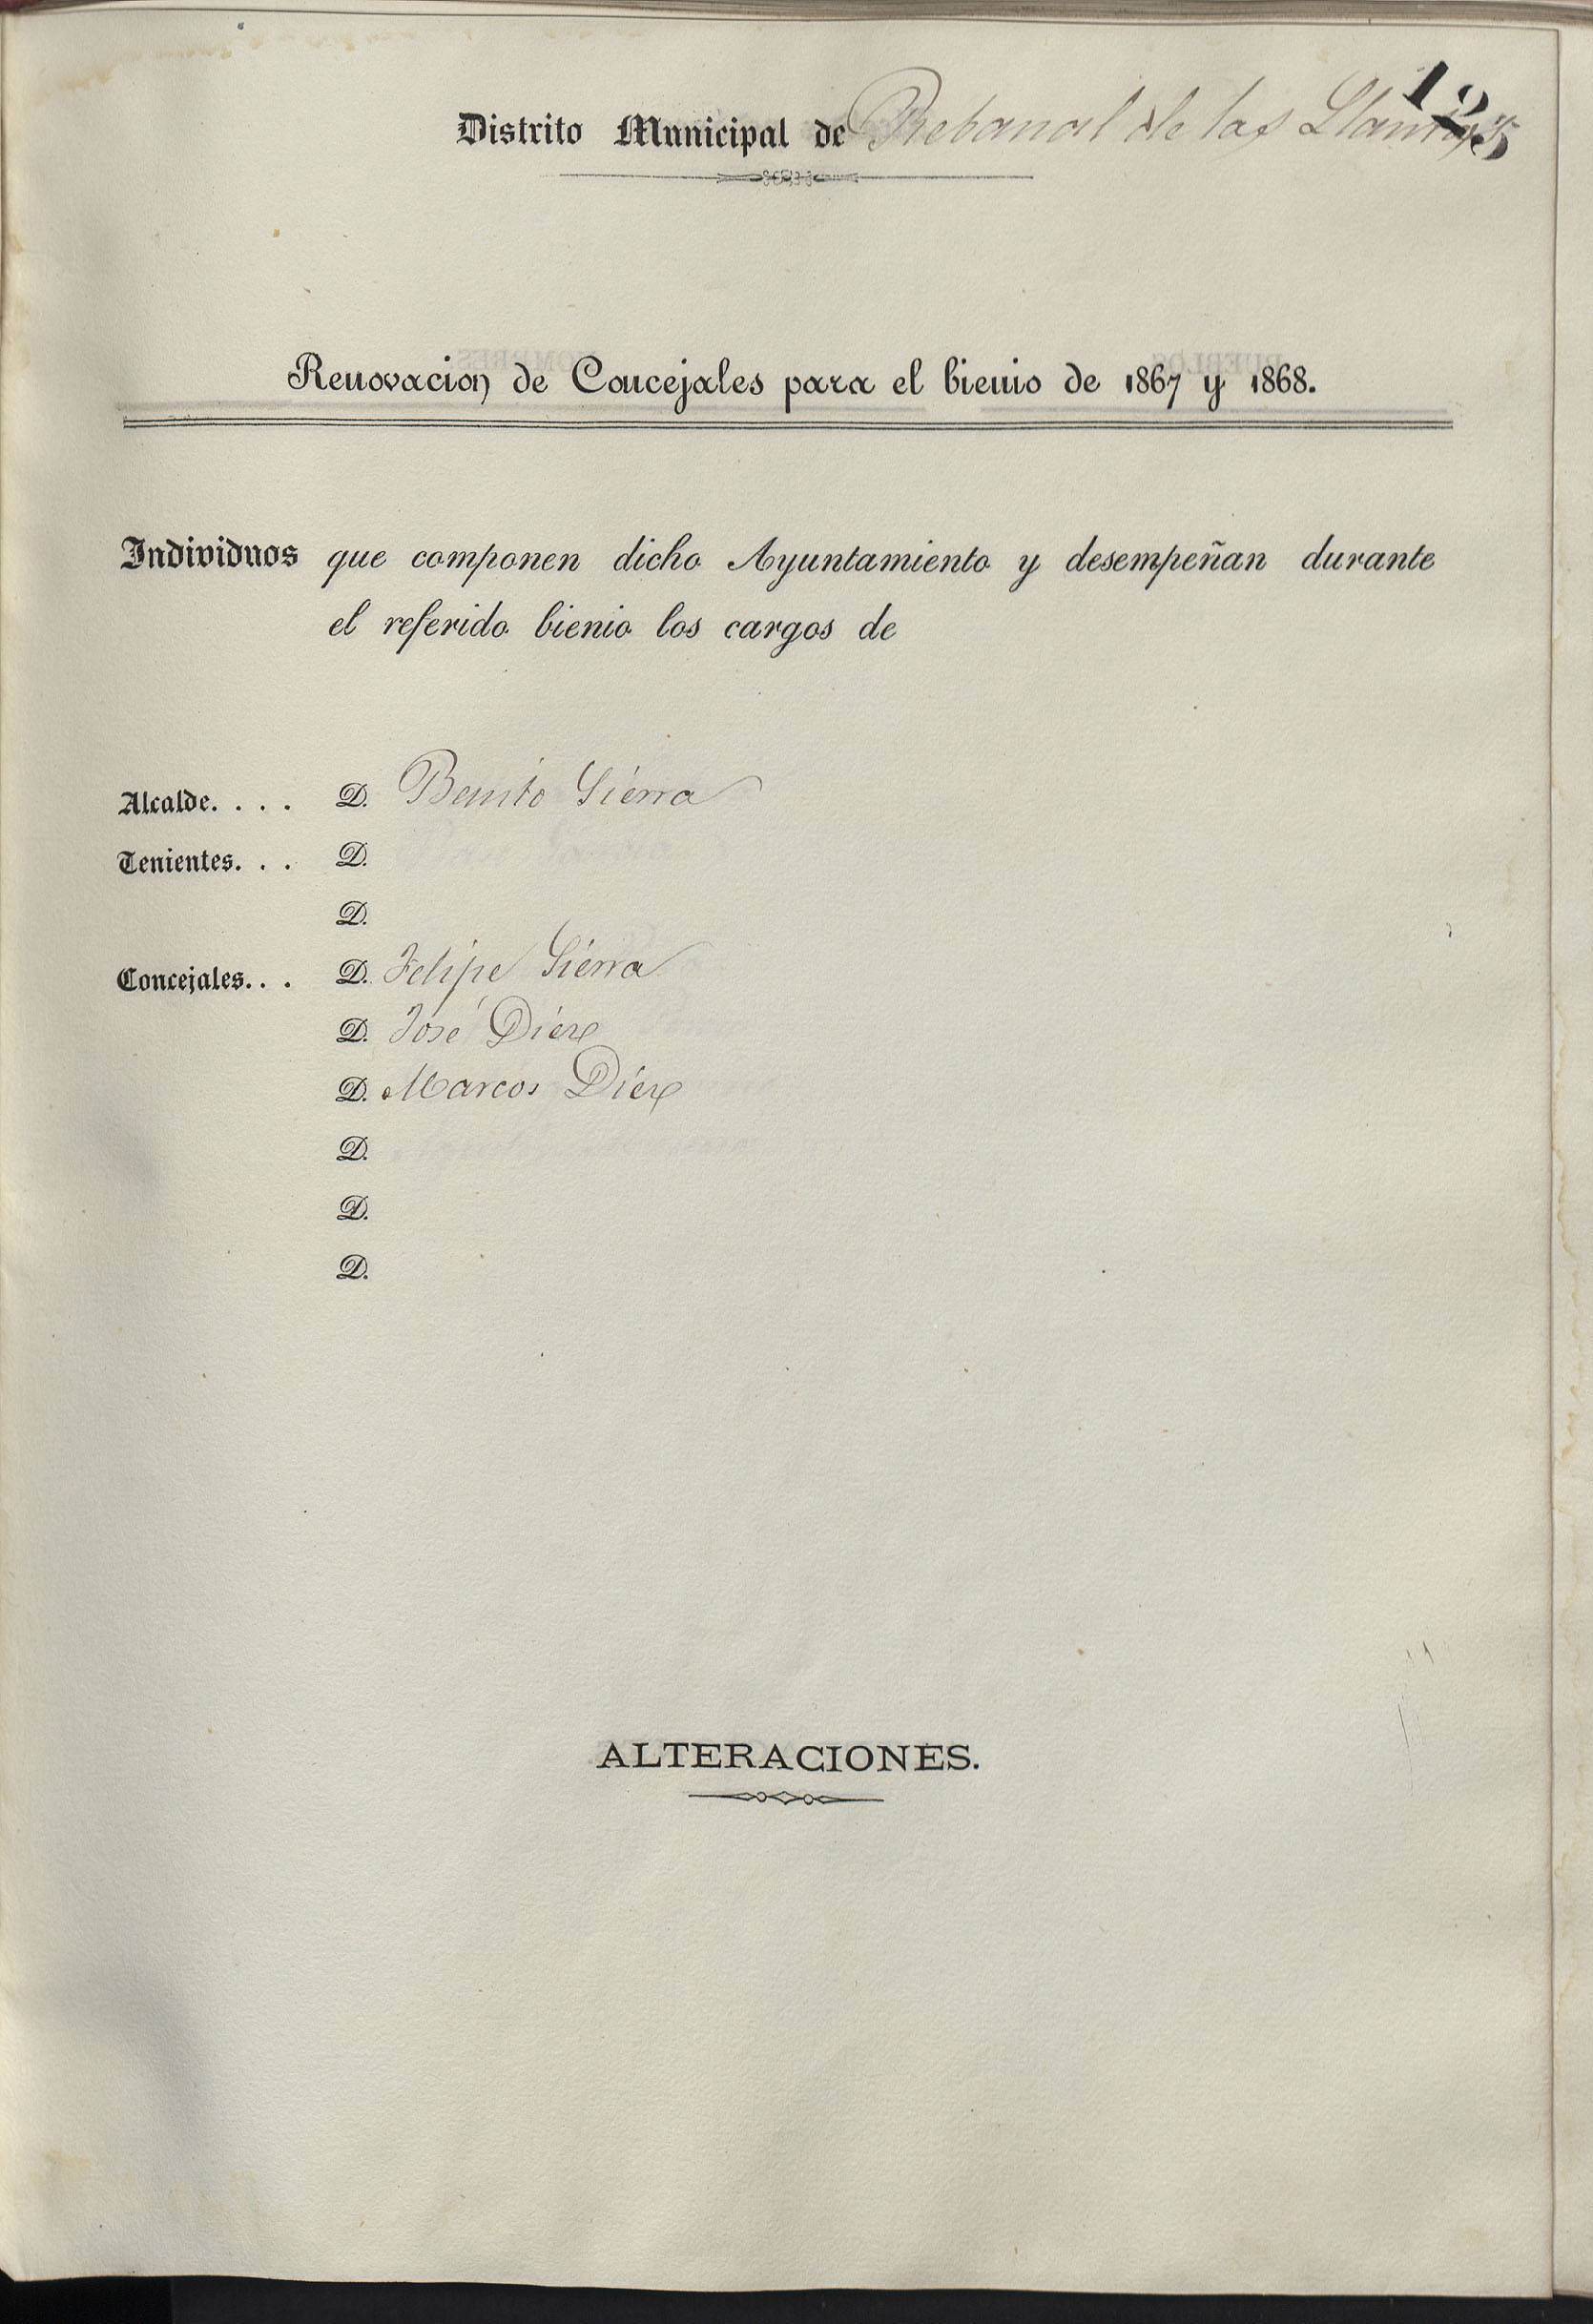 125
Distrito Municipal de Rebanal de las Llantas
Renovacion de Concejales para el bienio de 1867 y 1868.
Individuos que componen dicho Ayuntamiento y desempeñan durante
el referido bienio los cargos de
Alcalde. . . . D. Benito Sierra
Tenientes. . . D.
D.
Concejales. . . D. Felipe Sierra
D. José Diez
D. Marcos Diez
D.
D.
D.
ALTERACIONES.